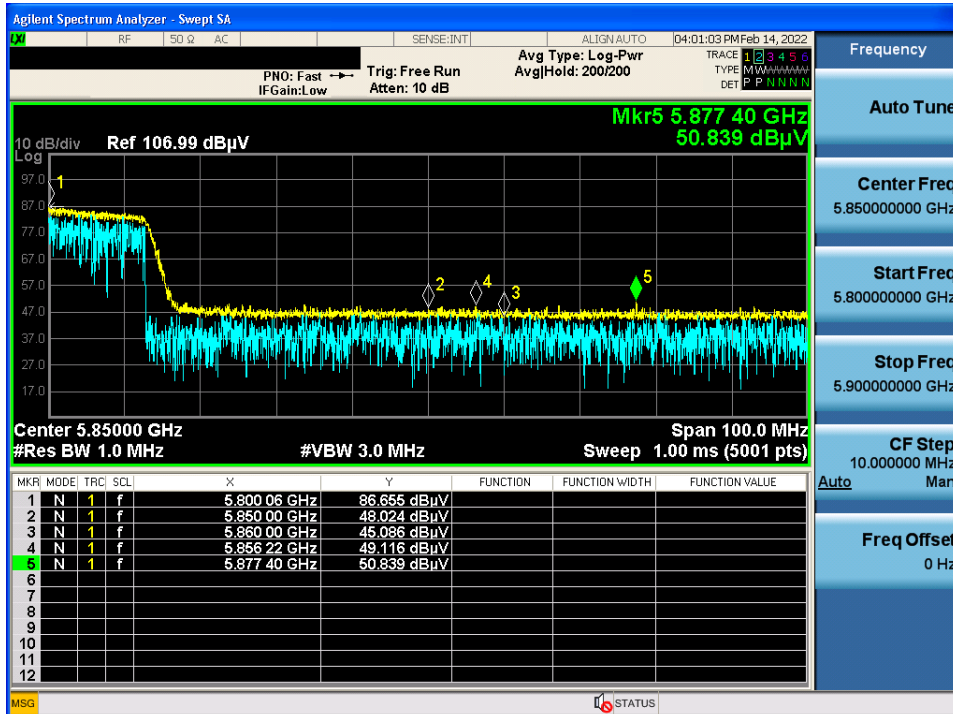 Agilent Spectrum Analyzer - Swept SA
LXI RF 50 Ω AC SENSE:INT ALIGN AUTO 04:01:03 PM Feb 14, 2022
PNO: Fast Trig: Free Run Avg Type: Log-Pwr TRACE 1 2 3 4 5 6
IFGain:Low Atten: 10 dB Avg|Hold: 200/200 TYPE M WWWWW
DET P P N N N N
Mkr5 5.877 40 GHz
50.839 dBµV
10 dB/div Ref 106.99 dBµV
Log
97.0
87.0
77.0
67.0
57.0
47.0
37.0
27.0
17.0
1
2
4
3
5
Center 5.85000 GHz Span 100.0 MHz
#Res BW 1.0 MHz #VBW 3.0 MHz Sweep 1.00 ms (5001 pts)
MKR MODE TRC SCL X Y FUNCTION FUNCTION WIDTH FUNCTION VALUE
1 N 1 f 5.800 06 GHz 86.655 dBµV
2 N 1 f 5.850 00 GHz 48.024 dBµV
3 N 1 f 5.860 00 GHz 45.086 dBµV
4 N 1 f 5.856 22 GHz 49.116 dBµV
5 N 1 f 5.877 40 GHz 50.839 dBµV
6
7
8
9
10
11
12
MSG STATUS
Frequency
Auto Tune
Center Freq
5.850000000 GHz
Start Freq
5.800000000 GHz
Stop Freq
5.900000000 GHz
CF Step
10.000000 MHz
Auto Man
Freq Offset
0 Hz